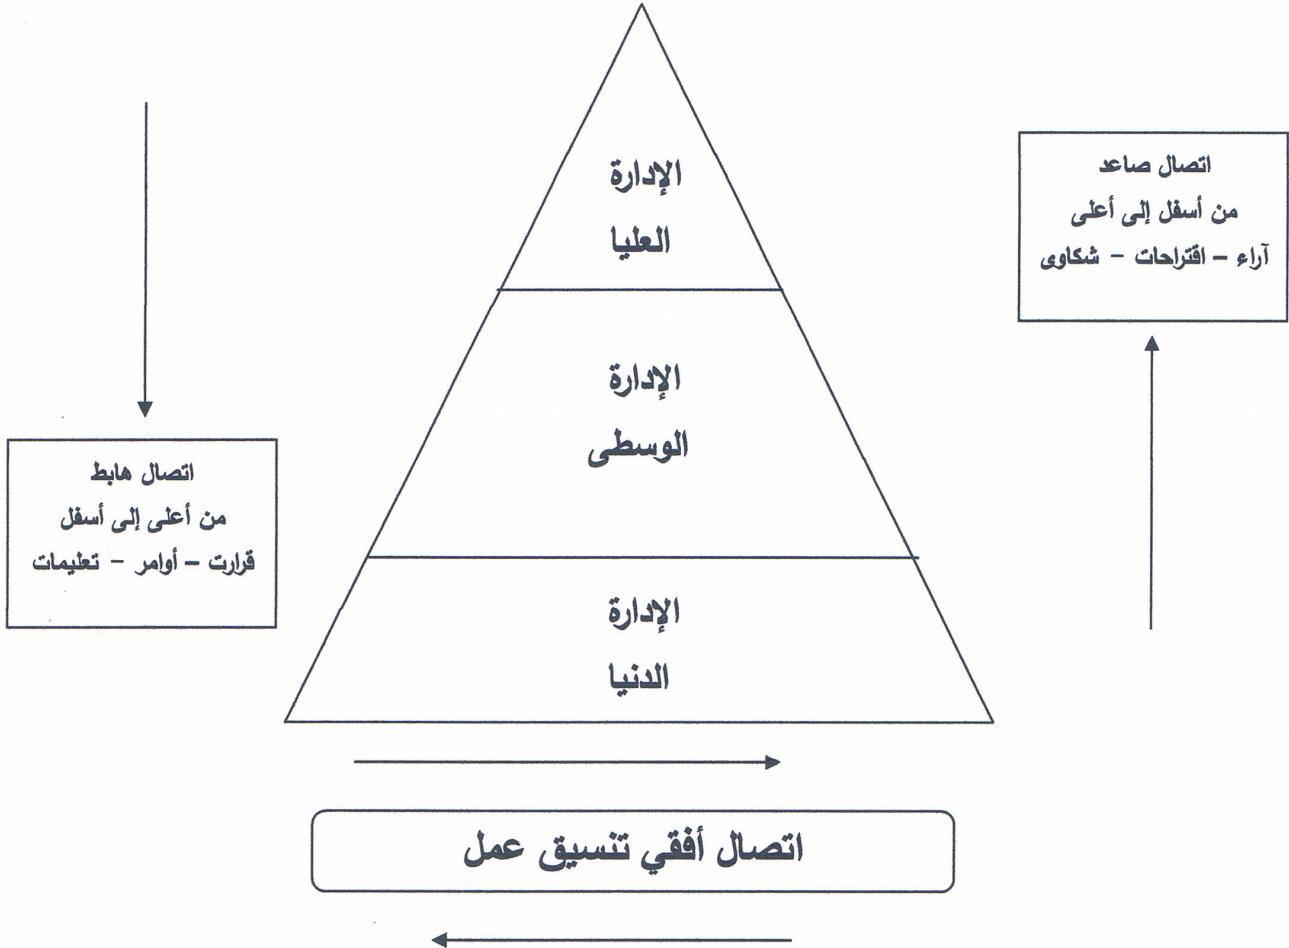 الإدارة
العليا
اتصال صاعد
من أسفل إلى أعلى
آراء – اقتراحات – شكاوى
الإدارة
الوسطى
اتصال هابط
من أعلى إلى أسفل
قرارت – أوامر – تعليمات
الإدارة
الدنيا
اتصال أفقي تنسيق عمل